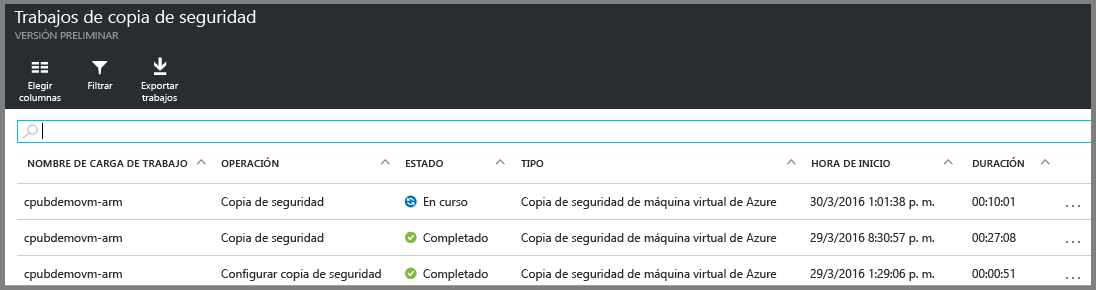 Trabajos de copia de seguridad
VERSIÓN PRELIMINAR
Elegir columnas
Filtrar
Exportar trabajos
NOMBRE DE CARGA DE TRABAJO OPERACIÓN ESTADO TIPO HORA DE INICIO DURACIÓN
cpubdemovm-arm Copia de seguridad En curso Copia de seguridad de máquina virtual de Azure 30/3/2016 1:01:38 p. m. 00:10:01 ...
cpubdemovm-arm Copia de seguridad Completado Copia de seguridad de máquina virtual de Azure 29/3/2016 8:30:57 p. m. 00:27:08 ...
cpubdemovm-arm Configurar copia de seguridad Completado Copia de seguridad de máquina virtual de Azure 29/3/2016 1:29:06 p. m. 00:00:51 ...